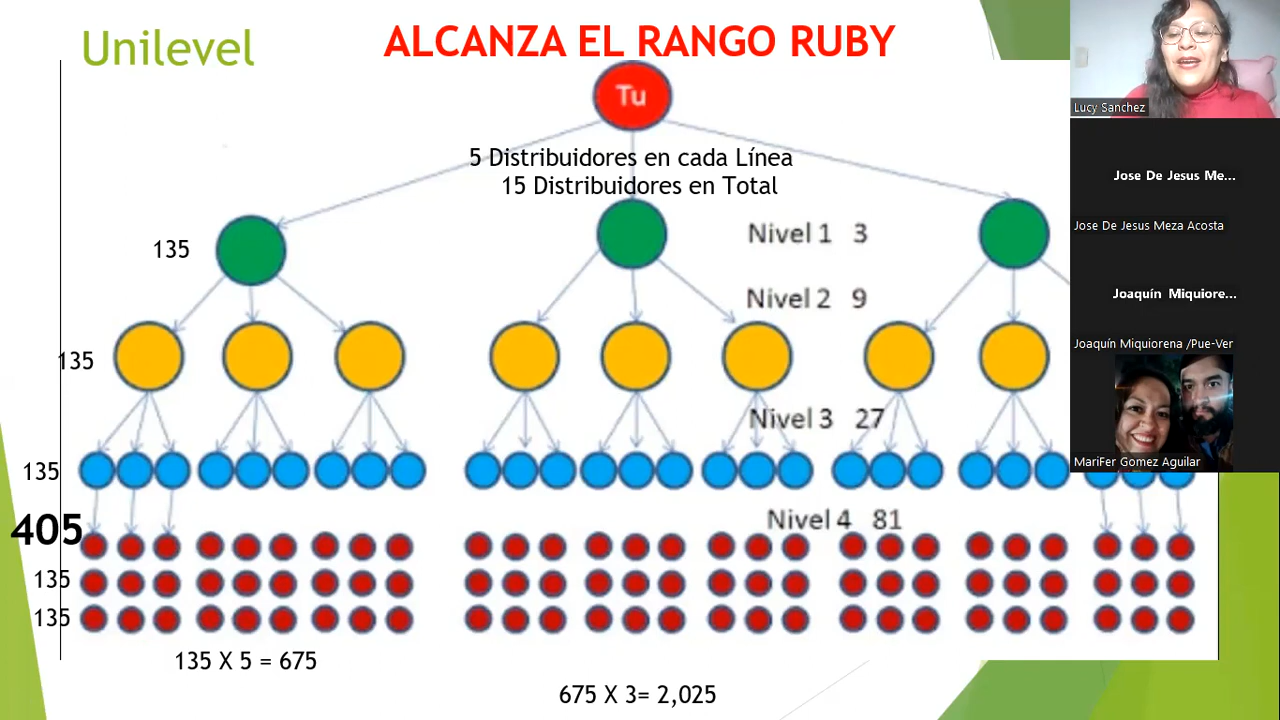 Unilevel
ALCANZA EL RANGO RUBY
Tu
5 Distribuidores en cada Línea
15 Distribuidores en Total
135
Nivel 1 3
Nivel 2 9
135
Nivel 3 27
135
Nivel 4 81
405
135
135
135 X 5 = 675
675 X 3= 2,025
Lucy Sanchez
Jose De Jesus Me...
Jose De Jesus Meza Acosta
Joaquín Miquiore...
Joaquín Miquiorena /Pue-Ver
MariFer Gomez Aguilar